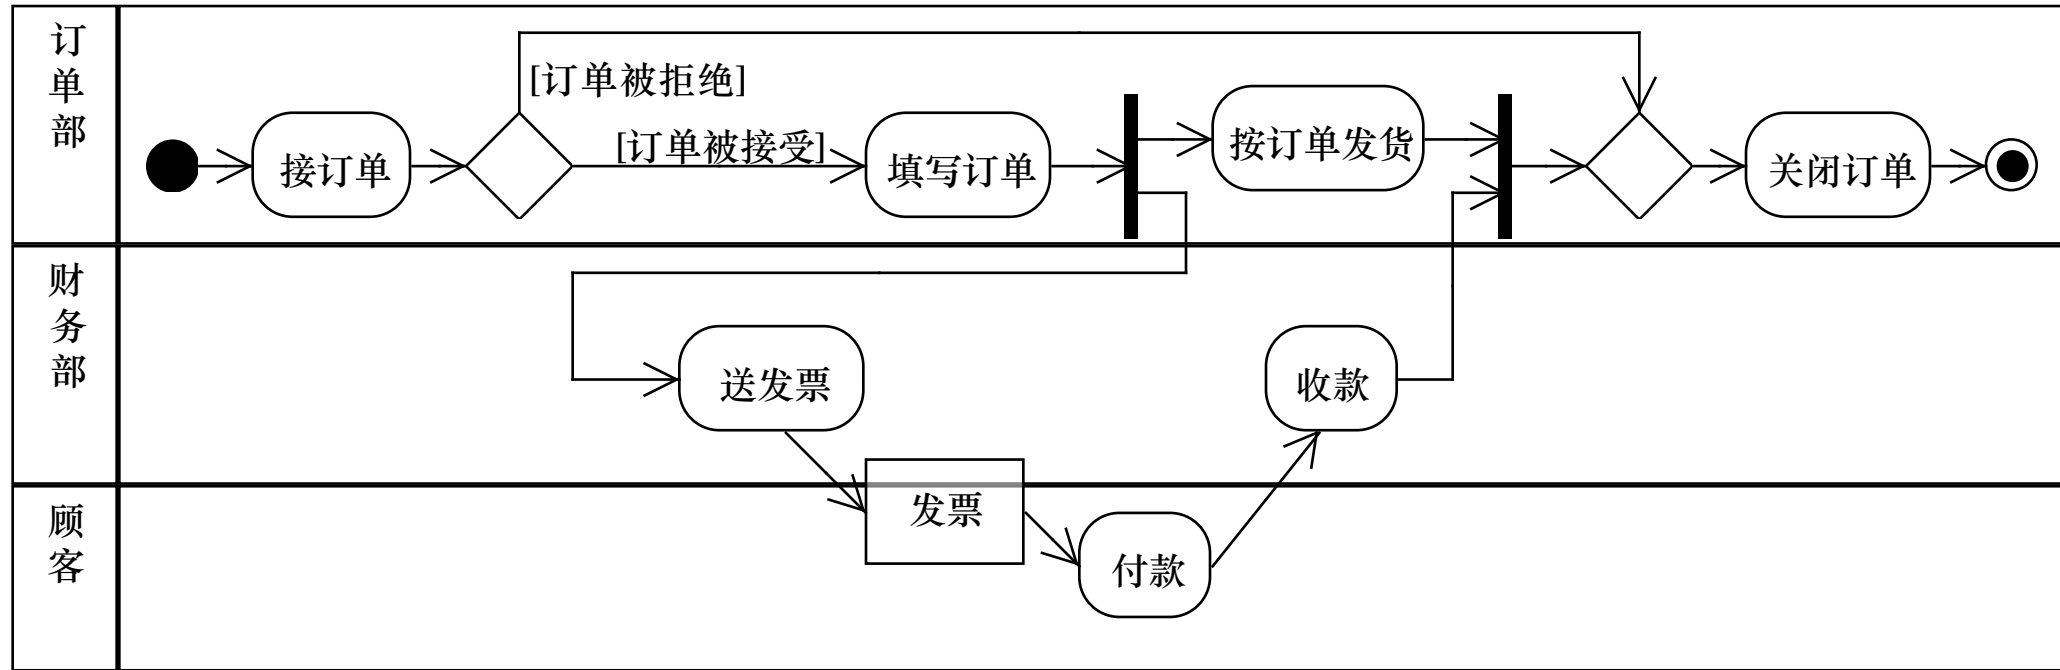 订单部
[订单被拒绝]
[订单被接受]
接订单
填写订单
按订单发货
关闭订单
财务部
送发票
收款
顾客
发票
付款